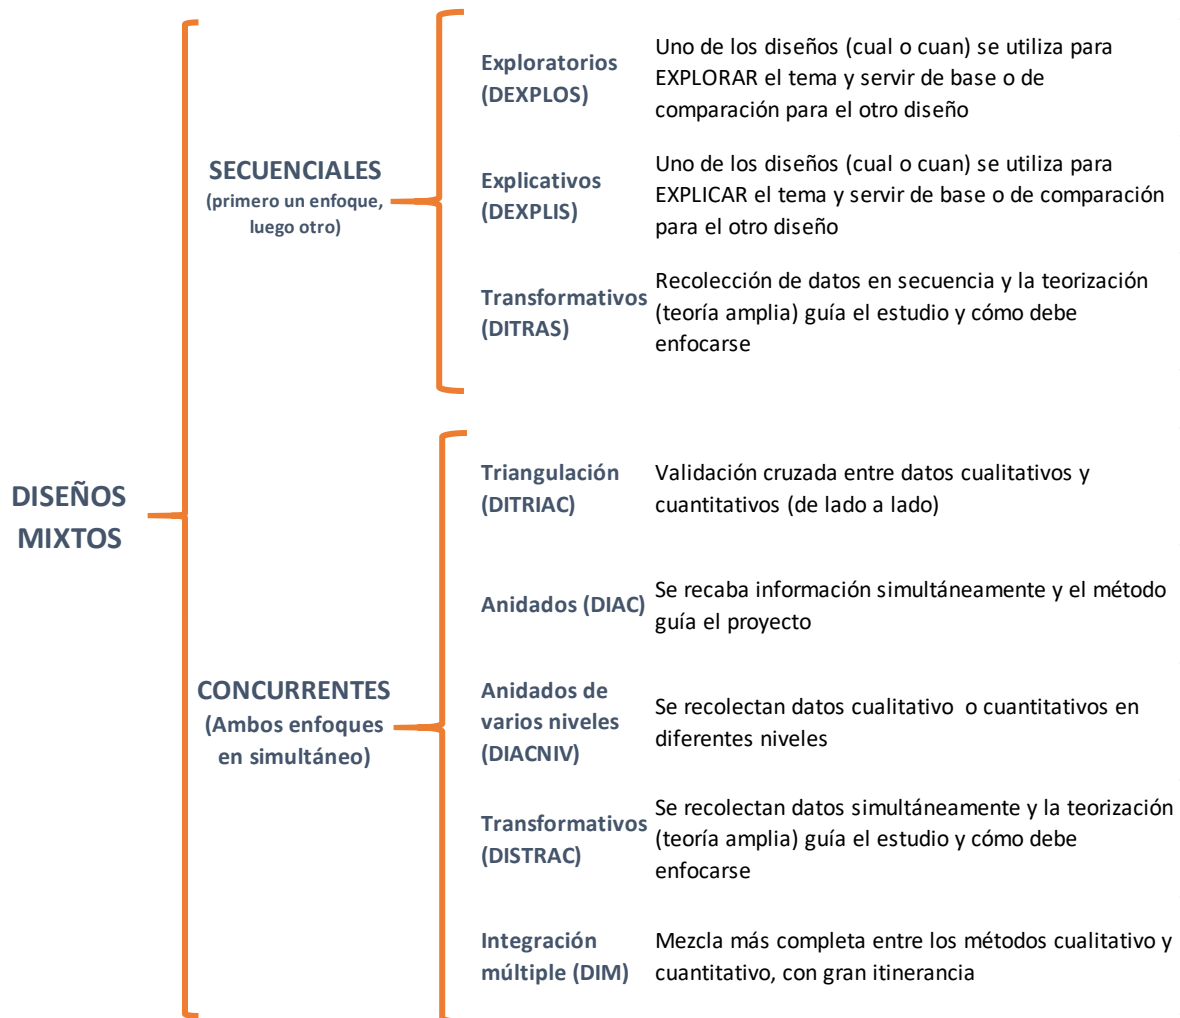 DISEÑOS
MIXTOS
SECUENCIALES
(primero un enfoque,
luego otro)
Exploratorios
(DEXPLOS)
Uno de los diseños (cual o cuan) se utiliza para
EXPLORAR el tema y servir de base o de
comparación para el otro diseño
Explicativos
(DEXPLIS)
Uno de los diseños (cual o cuan) se utiliza para
EXPLICAR el tema y servir de base o de comparación
para el otro diseño
Transformativos
(DITRAS)
Recolección de datos en secuencia y la teorización
(teoría amplia) guía el estudio y cómo debe
enfocarse
CONCURRENTES
(Ambos enfoques
en simultáneo)
Triangulación
(DITRIAC)
Validación cruzada entre datos cualitativos y
cuantitativos (de lado a lado)
Anidados (DIAC)
Se recaba información simultáneamente y el método
guía el proyecto
Anidados de
varios niveles
(DIACNIV)
Se recolectan datos cualitativo  o cuantitativos en
diferentes niveles
Transformativos
(DISTRAC)
Se recolectan datos simultáneamente y la teorización
(teoría amplia) guía el estudio y cómo debe
enfocarse
Integración
múltiple (DIM)
Mezcla más completa entre los métodos cualitativo y
cuantitativo, con gran itinerancia